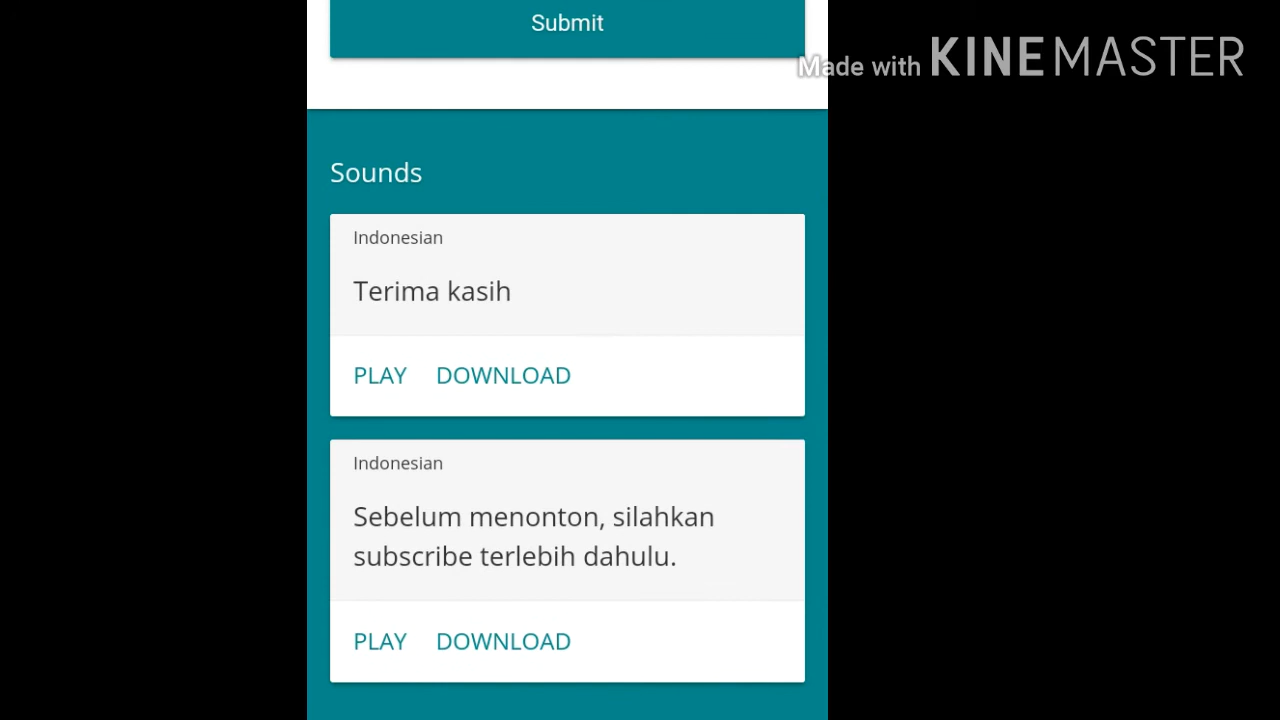 Submit
Made with KINEMASTER
Sounds
Indonesian
Terima kasih
PLAY DOWNLOAD
Indonesian
Sebelum menonton, silahkan
subscribe terlebih dahulu.
PLAY DOWNLOAD